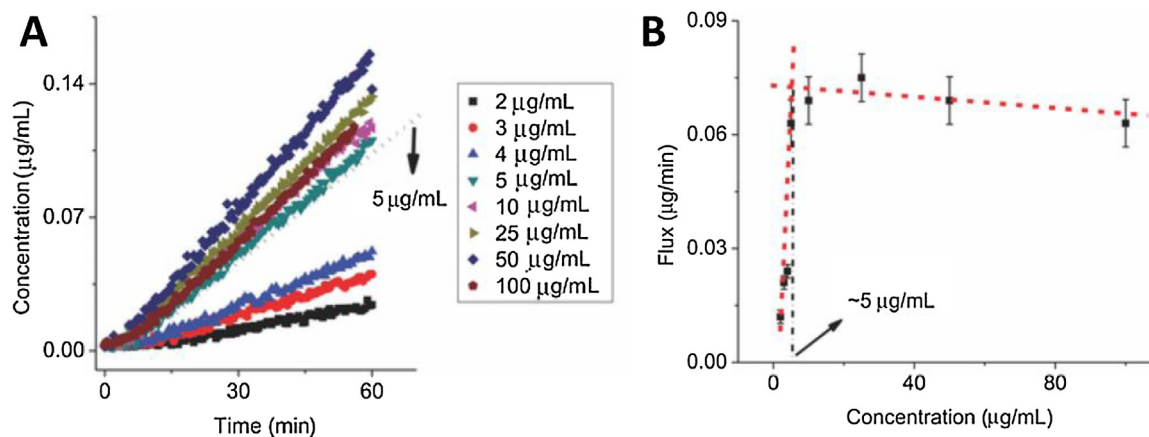 A
Concentration (μg/mL)
0.14
0.07
0.00
0
30
60
Time (min)
5 μg/mL
2 μg/mL
3 μg/mL
4 μg/mL
5 μg/mL
10 μg/mL
25 μg/mL
50 μg/mL
100 μg/mL
B
Flux (μg/min)
0.09
0.06
0.03
0.00
0
40
80
Concentration (μg/mL)
~5 μg/mL